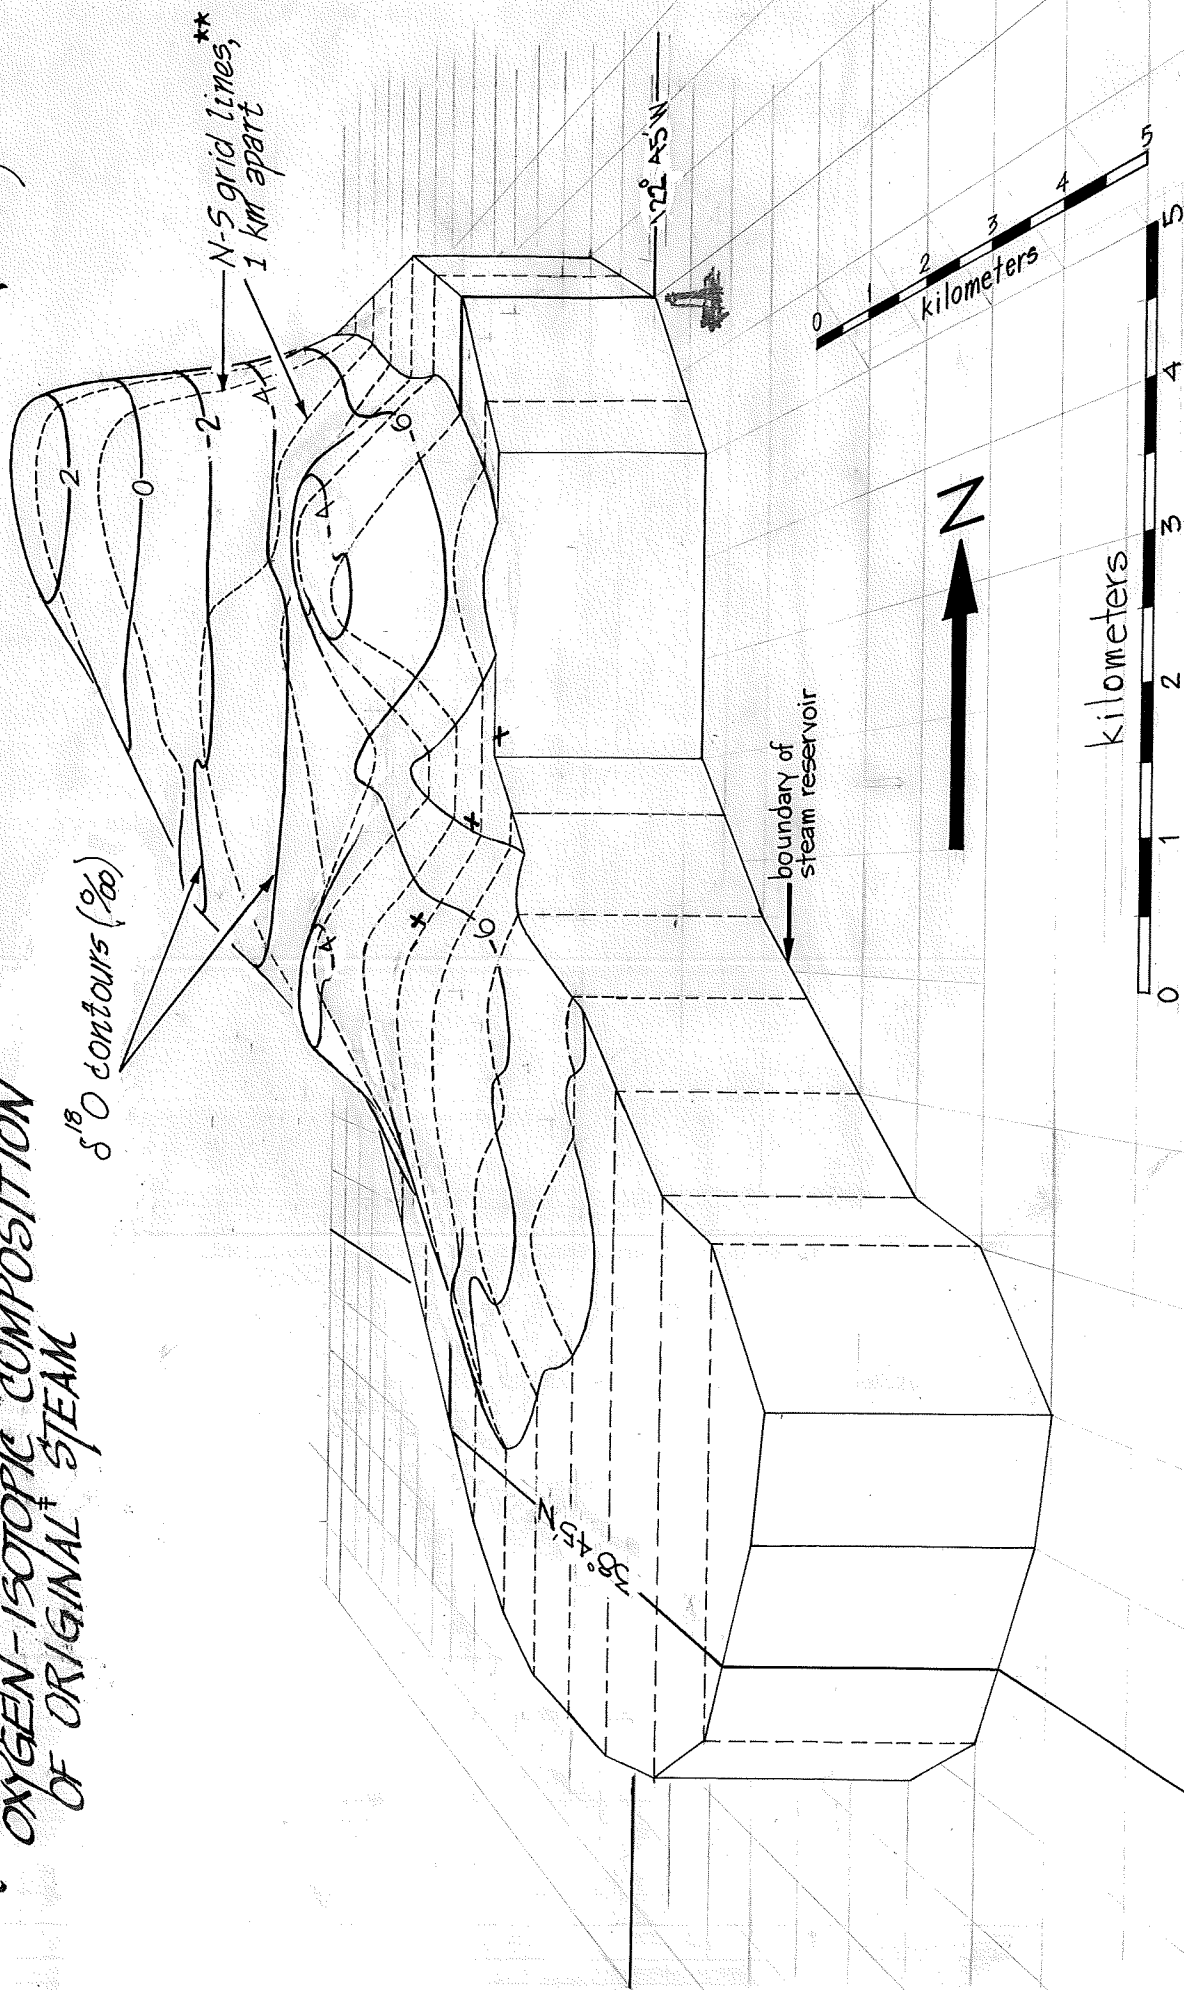 OXYGEN-ISOTOPIC COMPOSITION
OF ORIGINAL‡ STEAM
δ¹⁸O contours (‰)
N-S grid lines,**
1 km apart
2
0
-2
4
6
4
4
6
38° 45' N
122° 45' W
boundary of
steam reservoir
N
0 1 2 3 4 5
kilometers
kilometers
0 1 2 3 4 5